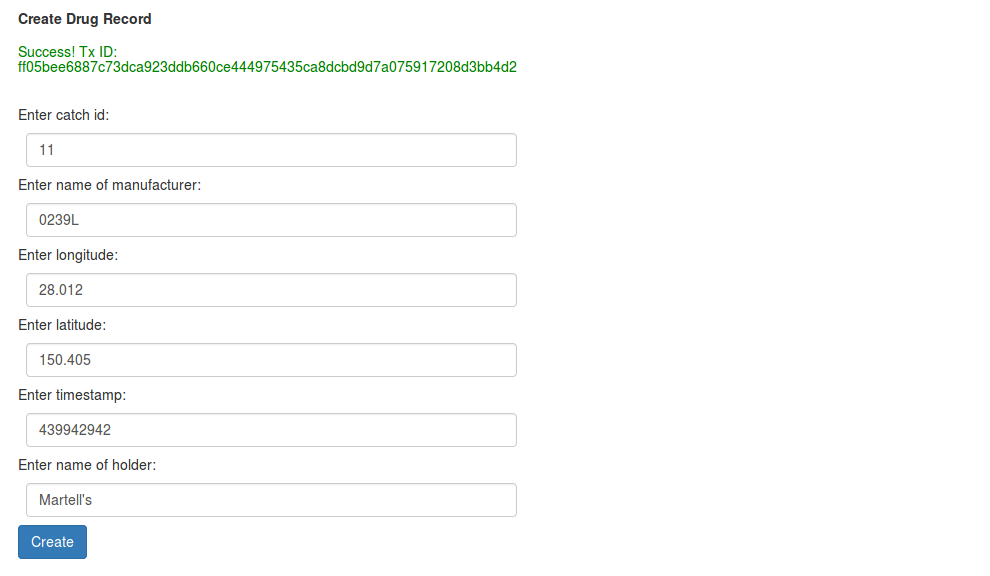 Create Drug Record
Success! Tx ID:
ff05bee6887c73dca923ddb660ce444975435ca8dcbd9d7a075917208d3bb4d2
Enter catch id:
11
Enter name of manufacturer:
0239L
Enter longitude:
28.012
Enter latitude:
150.405
Enter timestamp:
439942942
Enter name of holder:
Martell's
Create